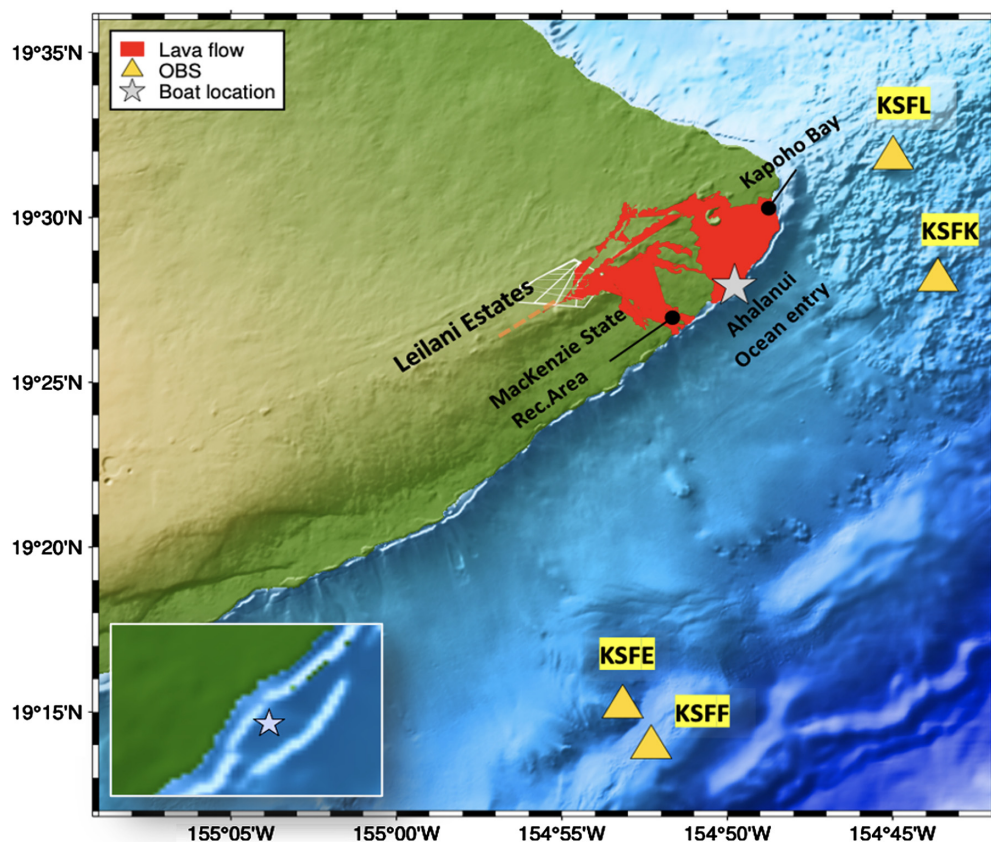 19°35'N
19°30'N
19°25'N
19°20'N
19°15'N
Lava flow
OBS
Boat location
KSFL
Kapoho Bay
KSFK
Leilani Estates
Ahalanui
Ocean entry
MacKenzie State
Rec.Area
KSFE
KSFF
155°05'W
155°00'W
154°55'W
154°50'W
154°45'W